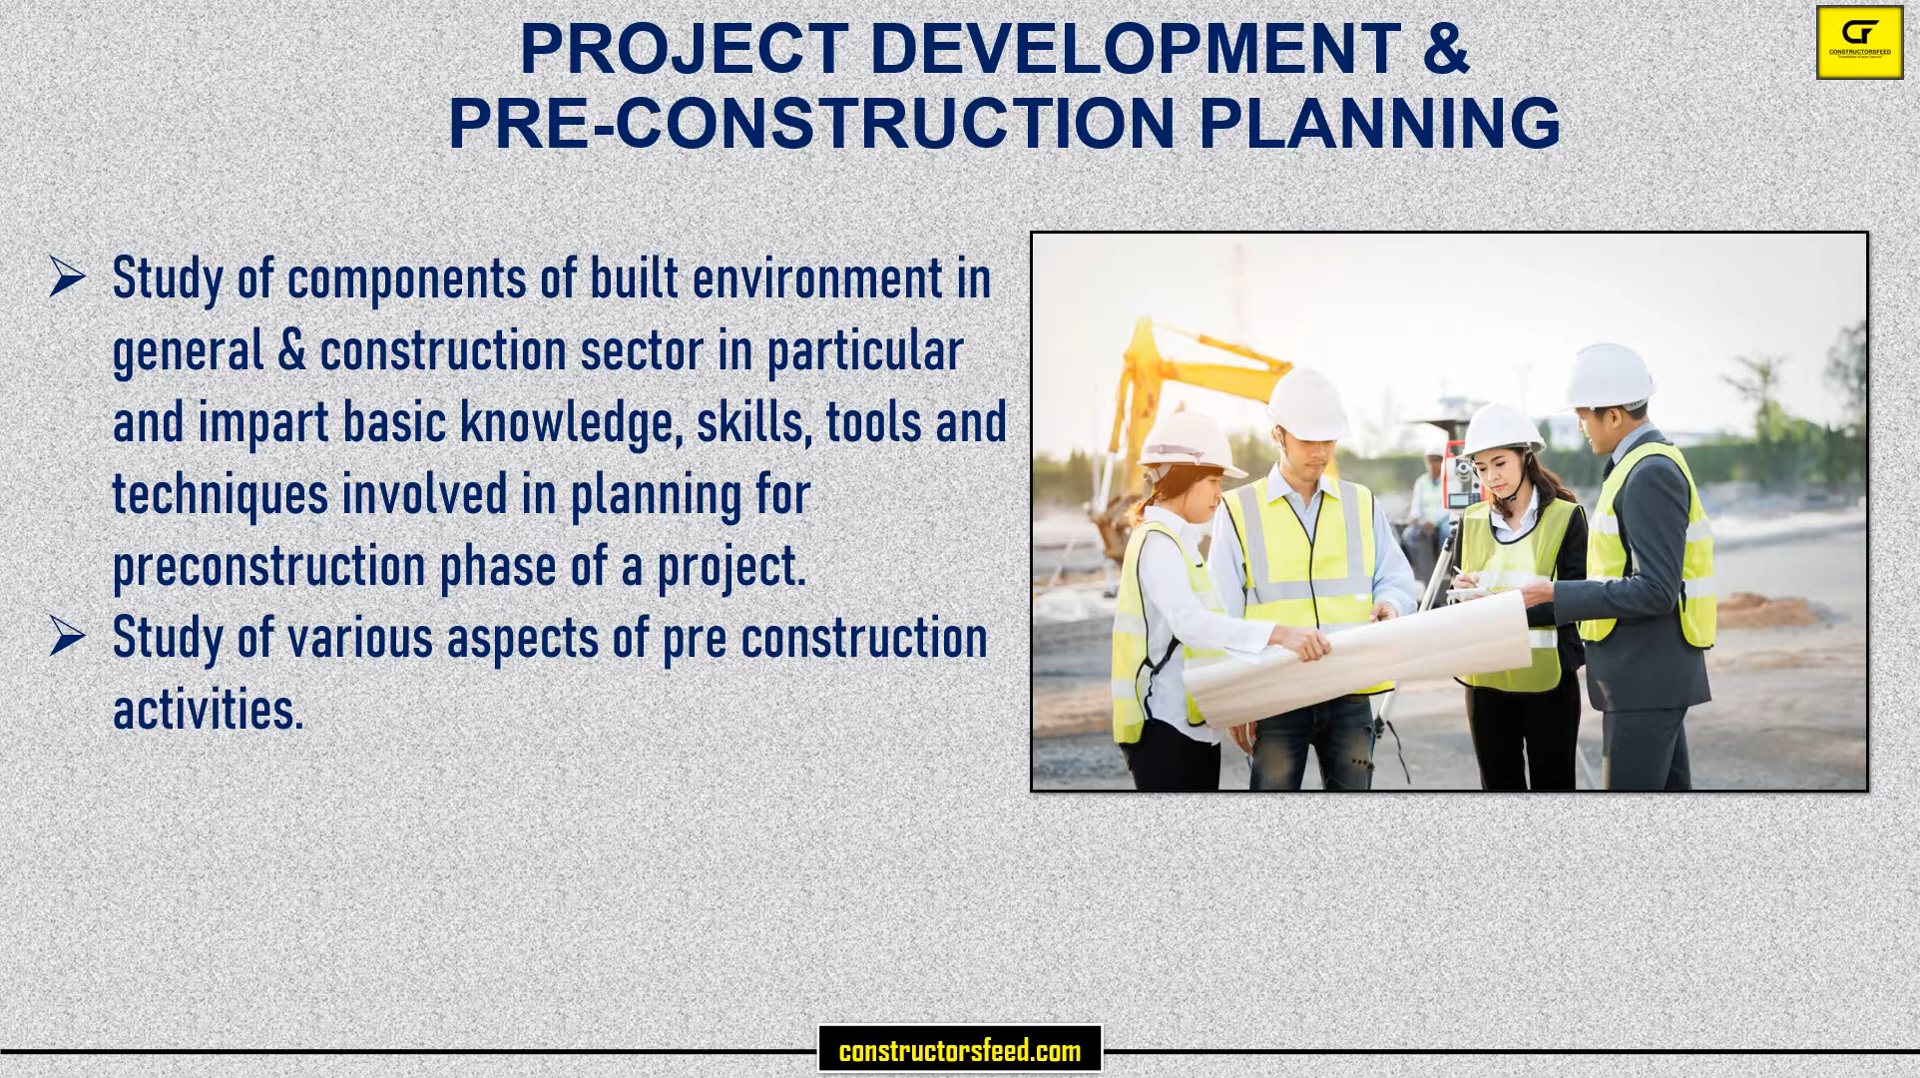 PROJECT DEVELOPMENT &
PRE-CONSTRUCTION PLANNING
CONSTRUCTORSFEED
Study of components of built environment in
general & construction sector in particular
and impart basic knowledge, skills, tools and
techniques involved in planning for
preconstruction phase of a project.
Study of various aspects of pre construction
activities.
constructorsfeed.com